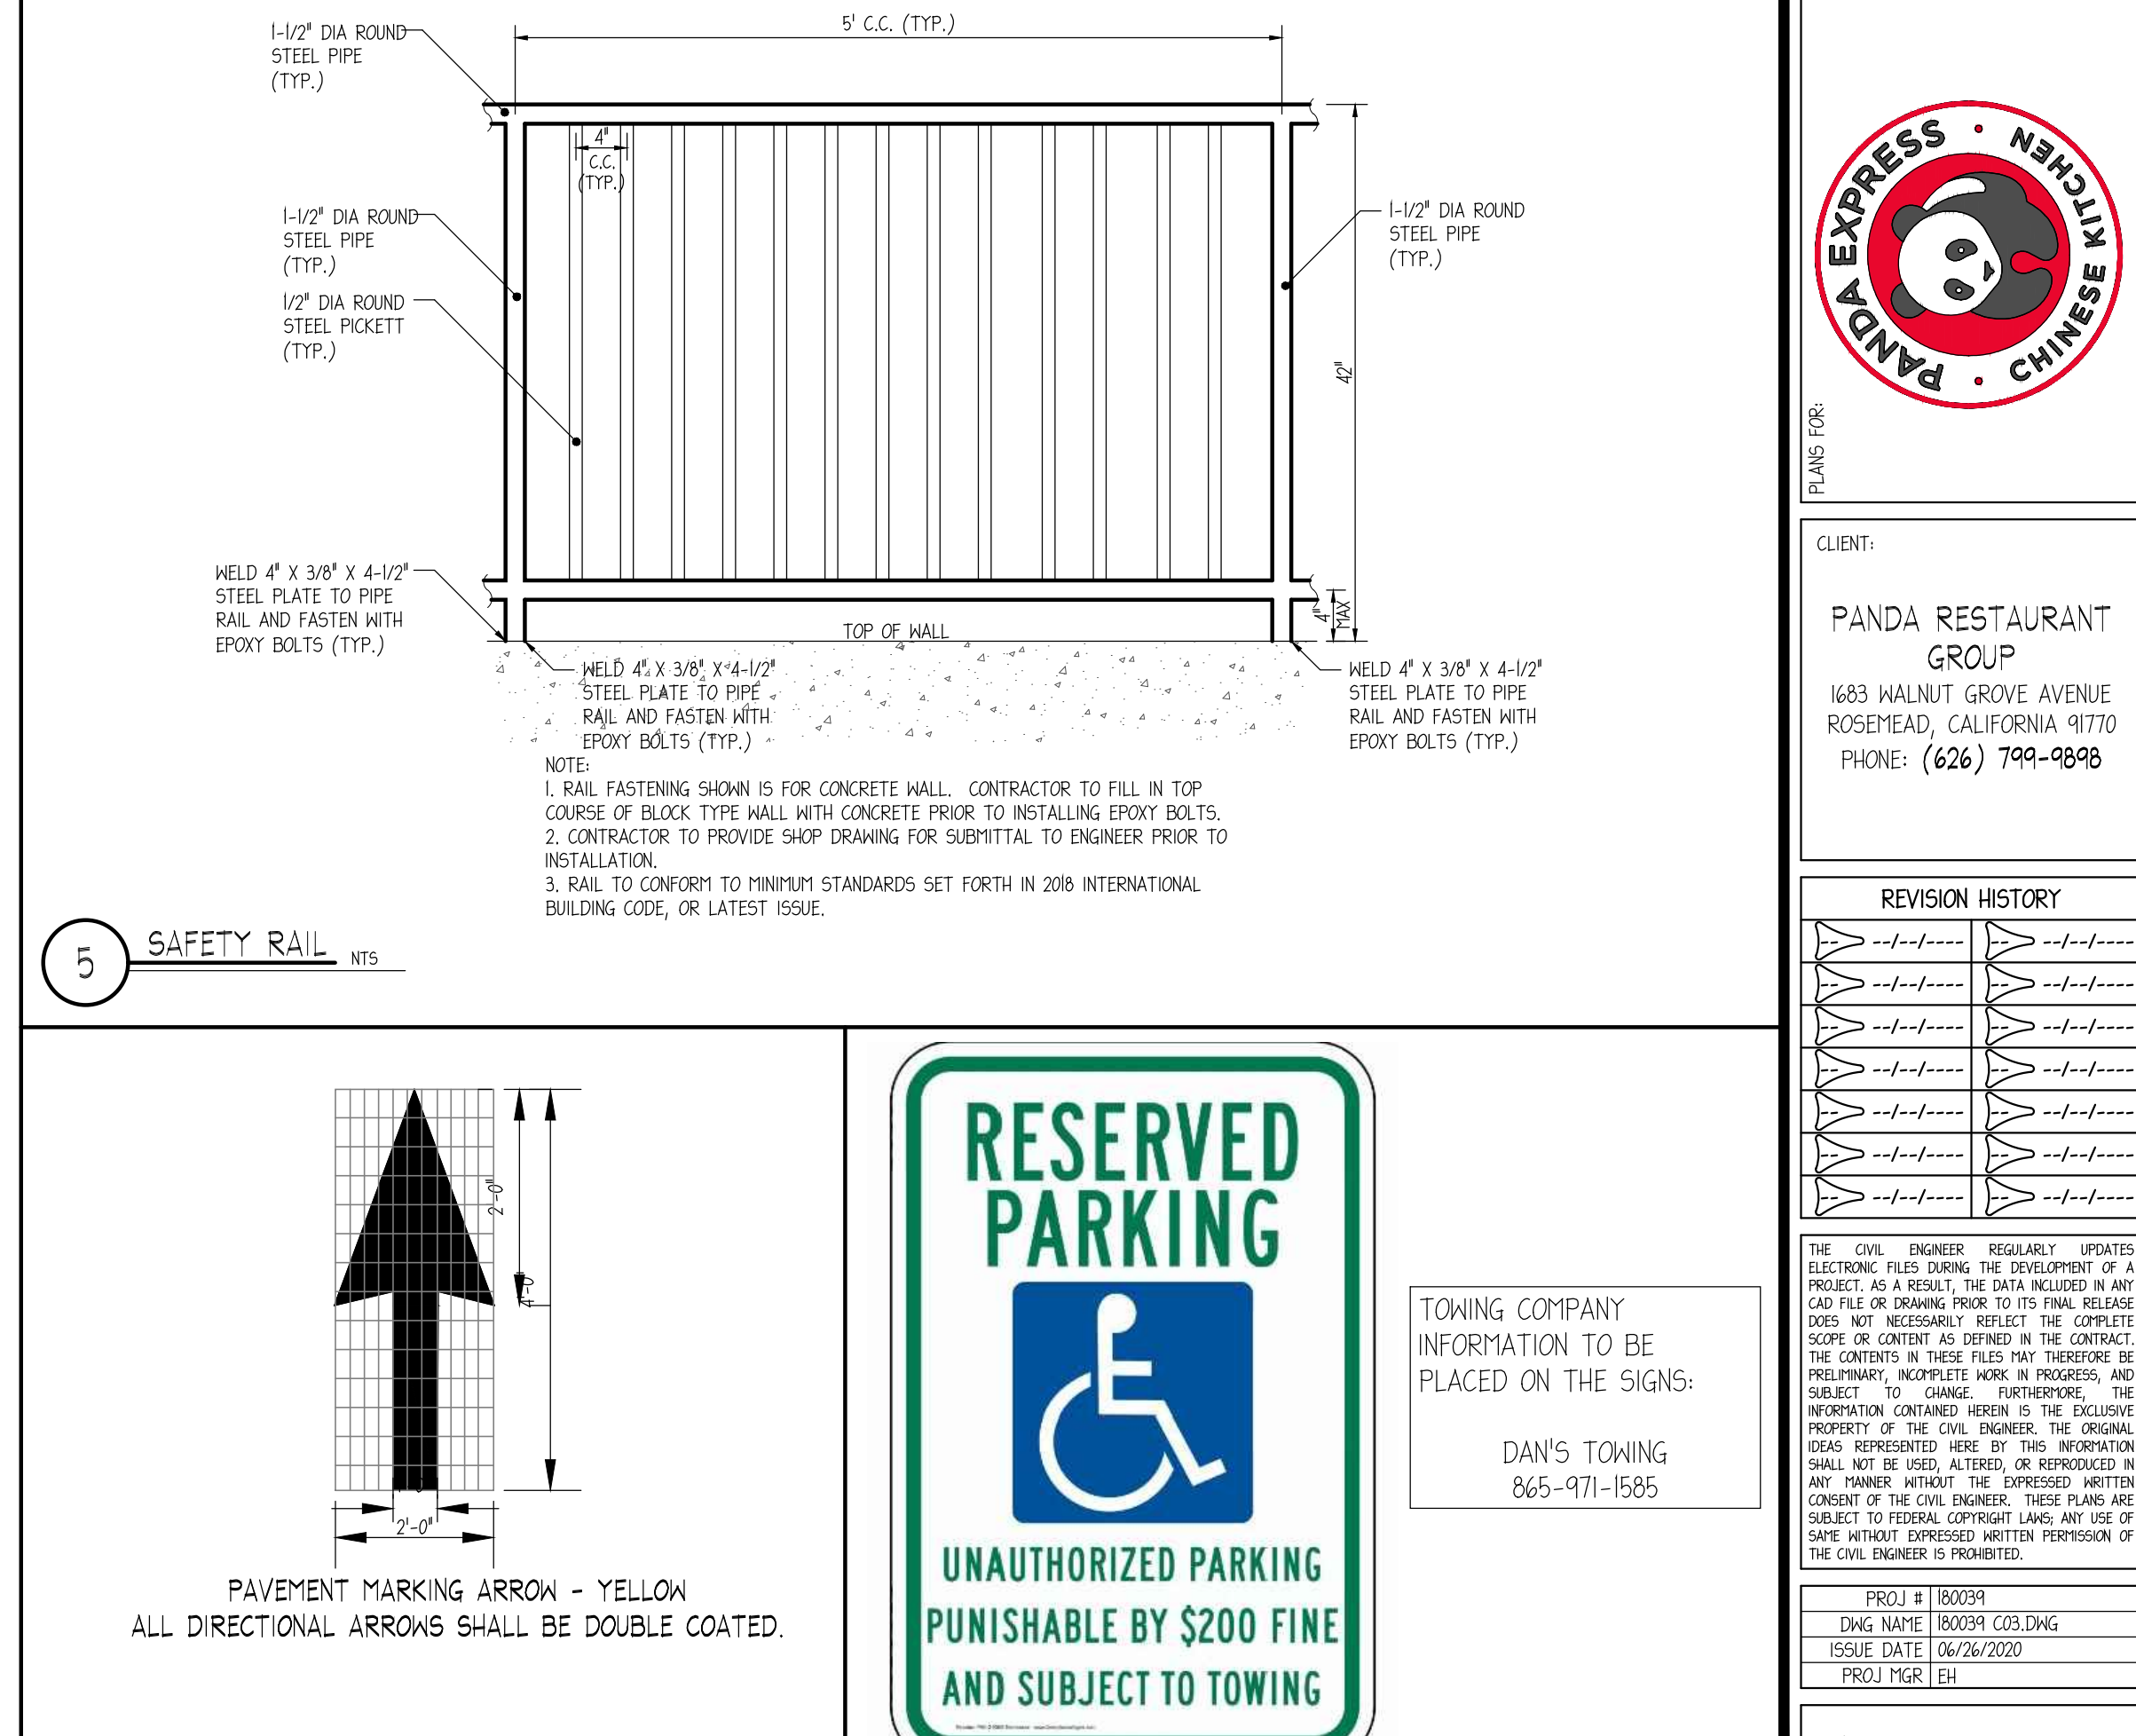 1-1/2" DIA ROUND
STEEL PIPE
(TYP.)
5' C.C. (TYP.)
4"
C.C.
(TYP.)
1-1/2" DIA ROUND
STEEL PIPE
(TYP.)
1/2" DIA ROUND
STEEL PICKETT
(TYP.)
1-1/2" DIA ROUND
STEEL PIPE
(TYP.)
42"
4"
MAX
WELD 4" X 3/8" X 4-1/2"
STEEL PLATE TO PIPE
RAIL AND FASTEN WITH
EPOXY BOLTS (TYP.)
TOP OF WALL
WELD 4" X 3/8" X 4-1/2"
STEEL PLATE TO PIPE
RAIL AND FASTEN WITH
EPOXY BOLTS (TYP.)
WELD 4" X 3/8" X 4-1/2"
STEEL PLATE TO PIPE
RAIL AND FASTEN WITH
EPOXY BOLTS (TYP.)
NOTE:
1. RAIL FASTENING SHOWN IS FOR CONCRETE WALL. CONTRACTOR TO FILL IN TOP
COURSE OF BLOCK TYPE WALL WITH CONCRETE PRIOR TO INSTALLING EPOXY BOLTS.
2. CONTRACTOR TO PROVIDE SHOP DRAWING FOR SUBMITTAL TO ENGINEER PRIOR TO
INSTALLATION.
3. RAIL TO CONFORM TO MINIMUM STANDARDS SET FORTH IN 2018 INTERNATIONAL
BUILDING CODE, OR LATEST ISSUE.
5 SAFETY RAIL NTS
2'-0"
4'-0"
2'-0"
PAVEMENT MARKING ARROW - YELLOW
ALL DIRECTIONAL ARROWS SHALL BE DOUBLE COATED.
RESERVED
PARKING
UNAUTHORIZED PARKING
PUNISHABLE BY $200 FINE
AND SUBJECT TO TOWING
TOWING COMPANY
INFORMATION TO BE
PLACED ON THE SIGNS:
DAN'S TOWING
865-971-1585
PANDA EXPRESS · CHINESE KITCHEN ·
PLANS FOR:
CLIENT:
PANDA RESTAURANT
GROUP
1683 WALNUT GROVE AVENUE
ROSEMEAD, CALIFORNIA 91770
PHONE: (626) 799-9898
REVISION HISTORY
-- --/--/---- -- --/--/----
-- --/--/---- -- --/--/----
-- --/--/---- -- --/--/----
-- --/--/---- -- --/--/----
-- --/--/---- -- --/--/----
-- --/--/---- -- --/--/----
-- --/--/---- -- --/--/----
THE CIVIL ENGINEER REGULARLY UPDATES
ELECTRONIC FILES DURING THE DEVELOPMENT OF A
PROJECT. AS A RESULT, THE DATA INCLUDED IN ANY
CAD FILE OR DRAWING PRIOR TO ITS FINAL RELEASE
DOES NOT NECESSARILY REFLECT THE COMPLETE
SCOPE OR CONTENT AS DEFINED IN THE CONTRACT.
THE CONTENTS IN THESE FILES MAY THEREFORE BE
PRELIMINARY, INCOMPLETE WORK IN PROGRESS, AND
SUBJECT TO CHANGE. FURTHERMORE, THE
INFORMATION CONTAINED HEREIN IS THE EXCLUSIVE
PROPERTY OF THE CIVIL ENGINEER. THE ORIGINAL
IDEAS REPRESENTED HERE BY THIS INFORMATION
SHALL NOT BE USED, ALTERED, OR REPRODUCED IN
ANY MANNER WITHOUT THE EXPRESSED WRITTEN
CONSENT OF THE CIVIL ENGINEER. THESE PLANS ARE
SUBJECT TO FEDERAL COPYRIGHT LAWS; ANY USE OF
SAME WITHOUT EXPRESSED WRITTEN PERMISSION OF
THE CIVIL ENGINEER IS PROHIBITED.
PROJ # 180039
DWG NAME 180039 C03.DWG
ISSUE DATE 06/26/2020
PROJ MGR EH